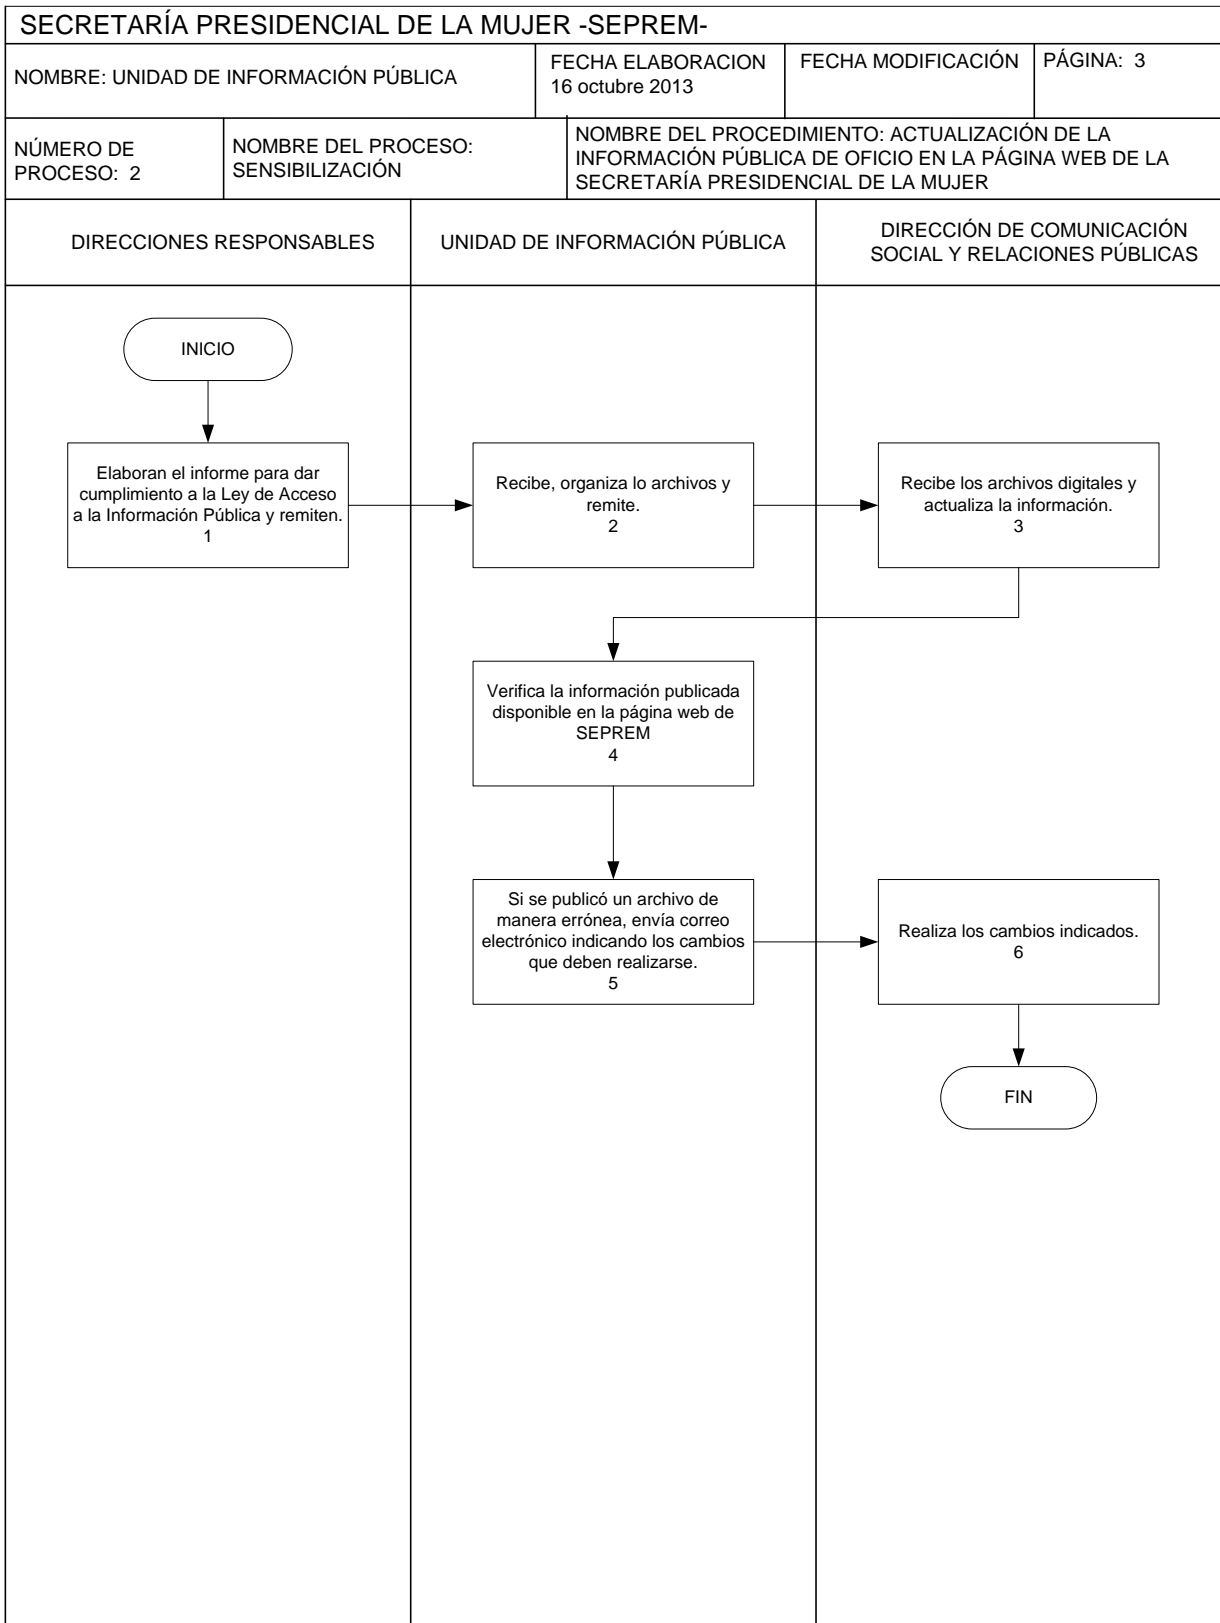 SECRETARÍA PRESIDENCIAL DE LA MUJER -SEPREM-
NOMBRE: UNIDAD DE INFORMACIÓN PÚBLICA
FECHA ELABORACION
16 octubre 2013
FECHA MODIFICACIÓN
PÁGINA: 3
NÚMERO DE
PROCESO: 2
NOMBRE DEL PROCESO:
SENSIBILIZACIÓN
NOMBRE DEL PROCEDIMIENTO: ACTUALIZACIÓN DE LA
INFORMACIÓN PÚBLICA DE OFICIO EN LA PÁGINA WEB DE LA
SECRETARÍA PRESIDENCIAL DE LA MUJER
DIRECCIONES RESPONSABLES
UNIDAD DE INFORMACIÓN PÚBLICA
DIRECCIÓN DE COMUNICACIÓN
SOCIAL Y RELACIONES PÚBLICAS
INICIO
Elaboran el informe para dar
cumplimiento a la Ley de Acceso
a la Información Pública y remiten.
1
Recibe, organiza lo archivos y
remite.
2
Recibe los archivos digitales y
actualiza la información.
3
Verifica la información publicada
disponible en la página web de
SEPREM
4
Si se publicó un archivo de
manera errónea, envía correo
electrónico indicando los cambios
que deben realizarse.
5
Realiza los cambios indicados.
6
FIN